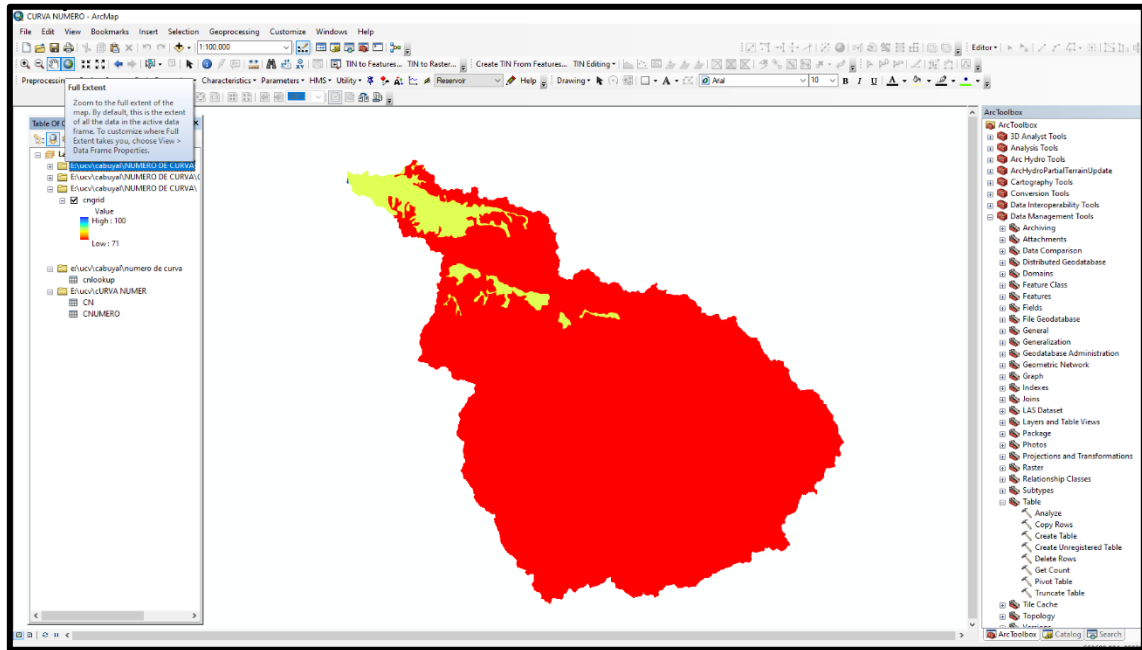 CURVA NUMERO - ArcMap
File Edit View Bookmarks Insert Selection Geoprocessing Customize Windows Help
1:100,000 Editor
TIN to Features... TIN to Raster... Create TIN From Features... TIN Editing
Preprocessin Characteristics Parameters HMS Utility Reservoir Help Drawing A Arial 10 B I U A
Full Extent
Zoom to the full extent of the
map. By default, this is the extent
of all the data in the active data
frame. To customize where Full
Extent takes you, choose View >
Data Frame Properties.
Table Of C
La
E:\ucv\cabuyal\NUMERO DE CURVA
E:\ucv\cabuyal\NUMERO DE CURVA\C
E:\ucv\cabuyal\NUMERO DE CURVA\
cngrid
Value
High : 100
Low : 71
e\ucv\cabuyal\numero de curva
cnlookup
E\ucv\cURVA NUMER
CN
CNUMERO
ArcToolbox
ArcToolbox
3D Analyst Tools
Analysis Tools
Arc Hydro Tools
ArcHydroPartialTerrainUpdate
Cartography Tools
Conversion Tools
Data Interoperability Tools
Data Management Tools
Archiving
Attachments
Data Comparison
Distributed Geodatabase
Domains
Feature Class
Features
Fields
File Geodatabase
General
Generalization
Geodatabase Administration
Geometric Network
Graph
Indexes
Joins
LAS Dataset
Layers and Table Views
Package
Photos
Projections and Transformations
Raster
Relationship Classes
Subtypes
Table
Analyze
Copy Rows
Create Table
Create Unregistered Table
Delete Rows
Get Count
Pivot Table
Truncate Table
Tile Cache
Topology
ArcToolbox Catalog Search